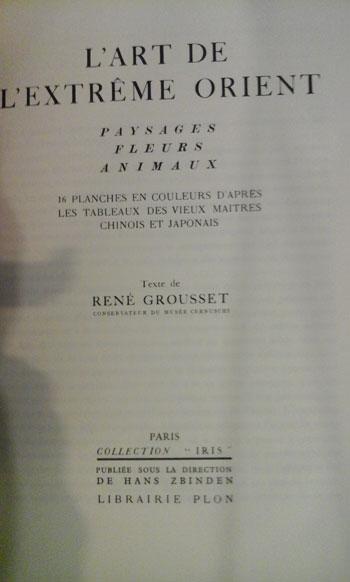 L'ART DE
L'EXTRÊME ORIENT
PAYSAGES
FLEURS
ANIMAUX
16 PLANCHES EN COULEURS D'APRÈS
LES TABLEAUX DES VIEUX MAITRES
CHINOIS ET JAPONAIS
Texte de
RENÉ GROUSSET
CONSERVATEUR DU MUSÉE CERNUSCHI
PARIS
COLLECTION "IRIS"
PUBLIÉE SOUS LA DIRECTION
DE HANS ZBINDEN
LIBRAIRIE PLON